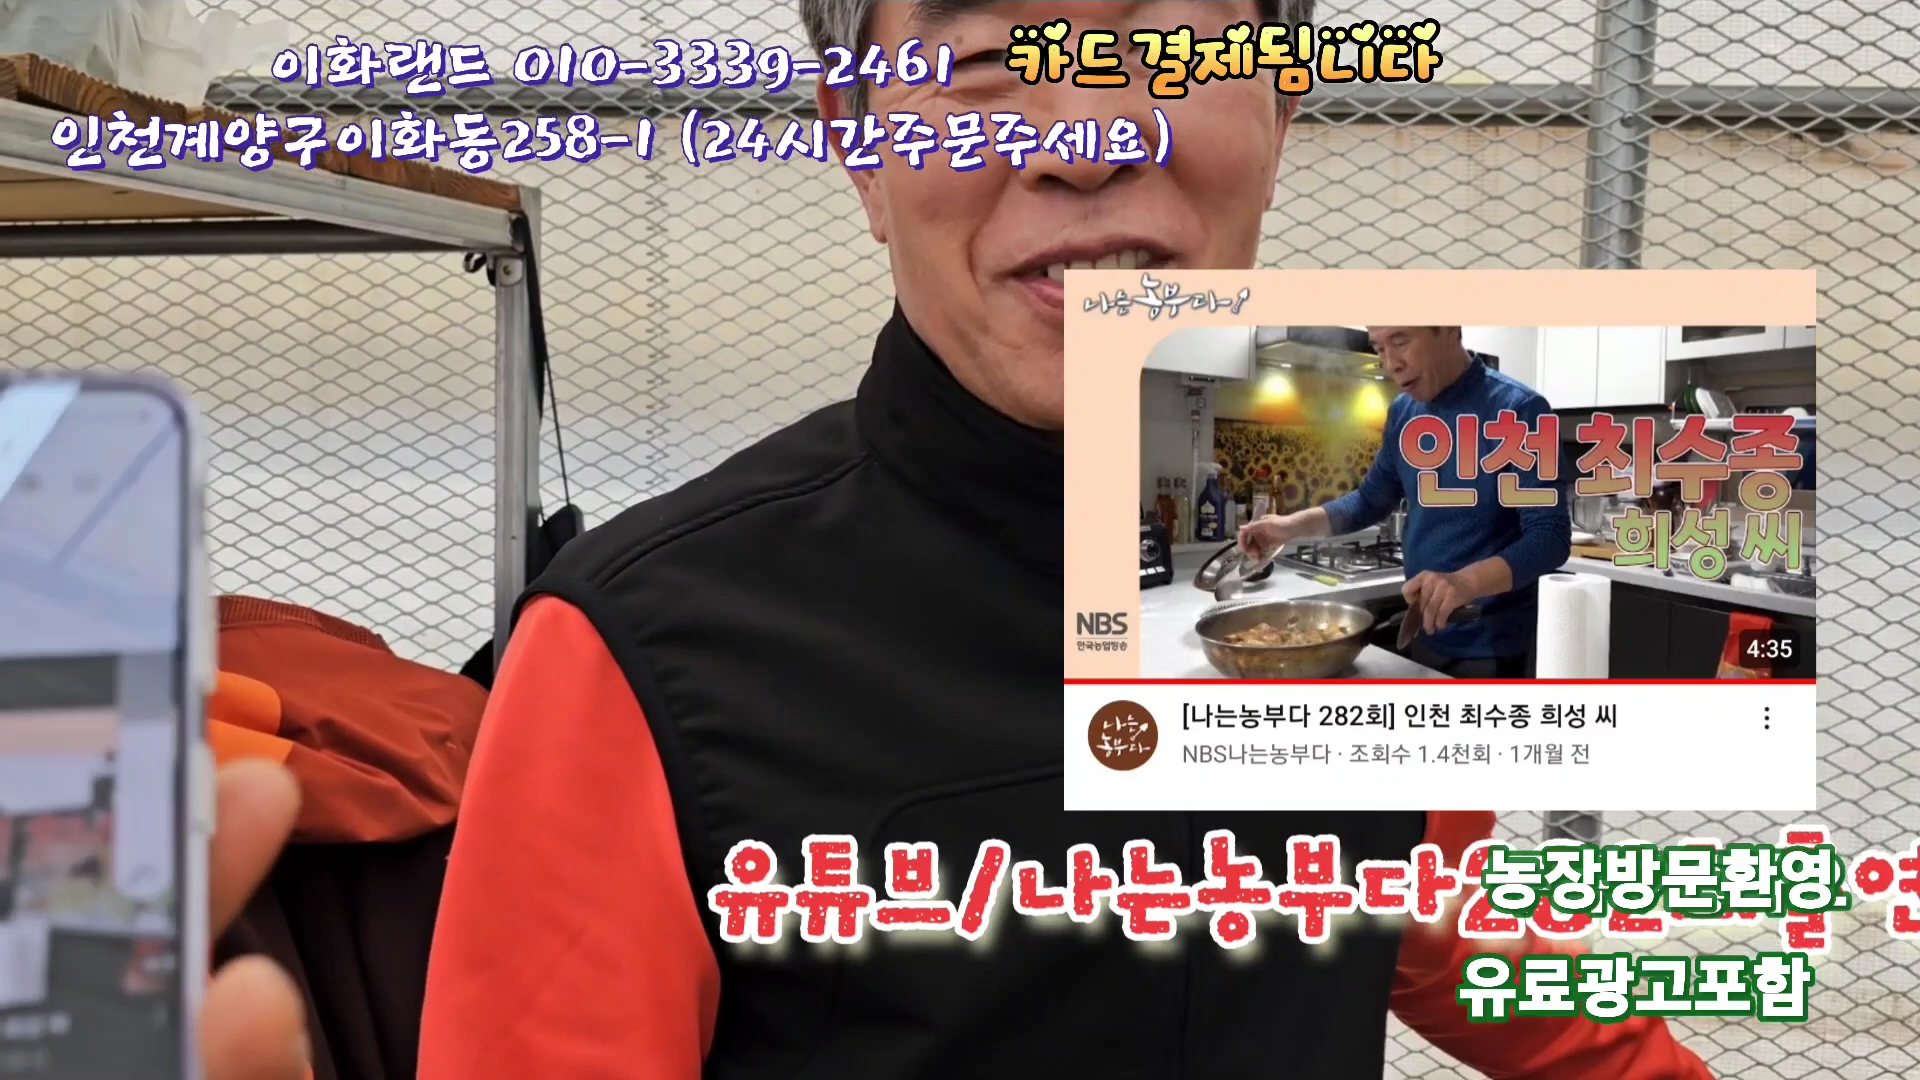 이화랜드 010-3339-2461
카드결제됩니다
인천계양구이화동258-1 (24시간주문주세요)
나는농부다
인천 최수종
희성 씨
NBS
한국농업방송
4:35
나는
농부다
[나는농부다 282회] 인천 최수종 희성 씨
NBS나는농부다 · 조회수 1.4천회 · 1개월 전
유튜브/나는농부다
농장방문환영
유료광고포함